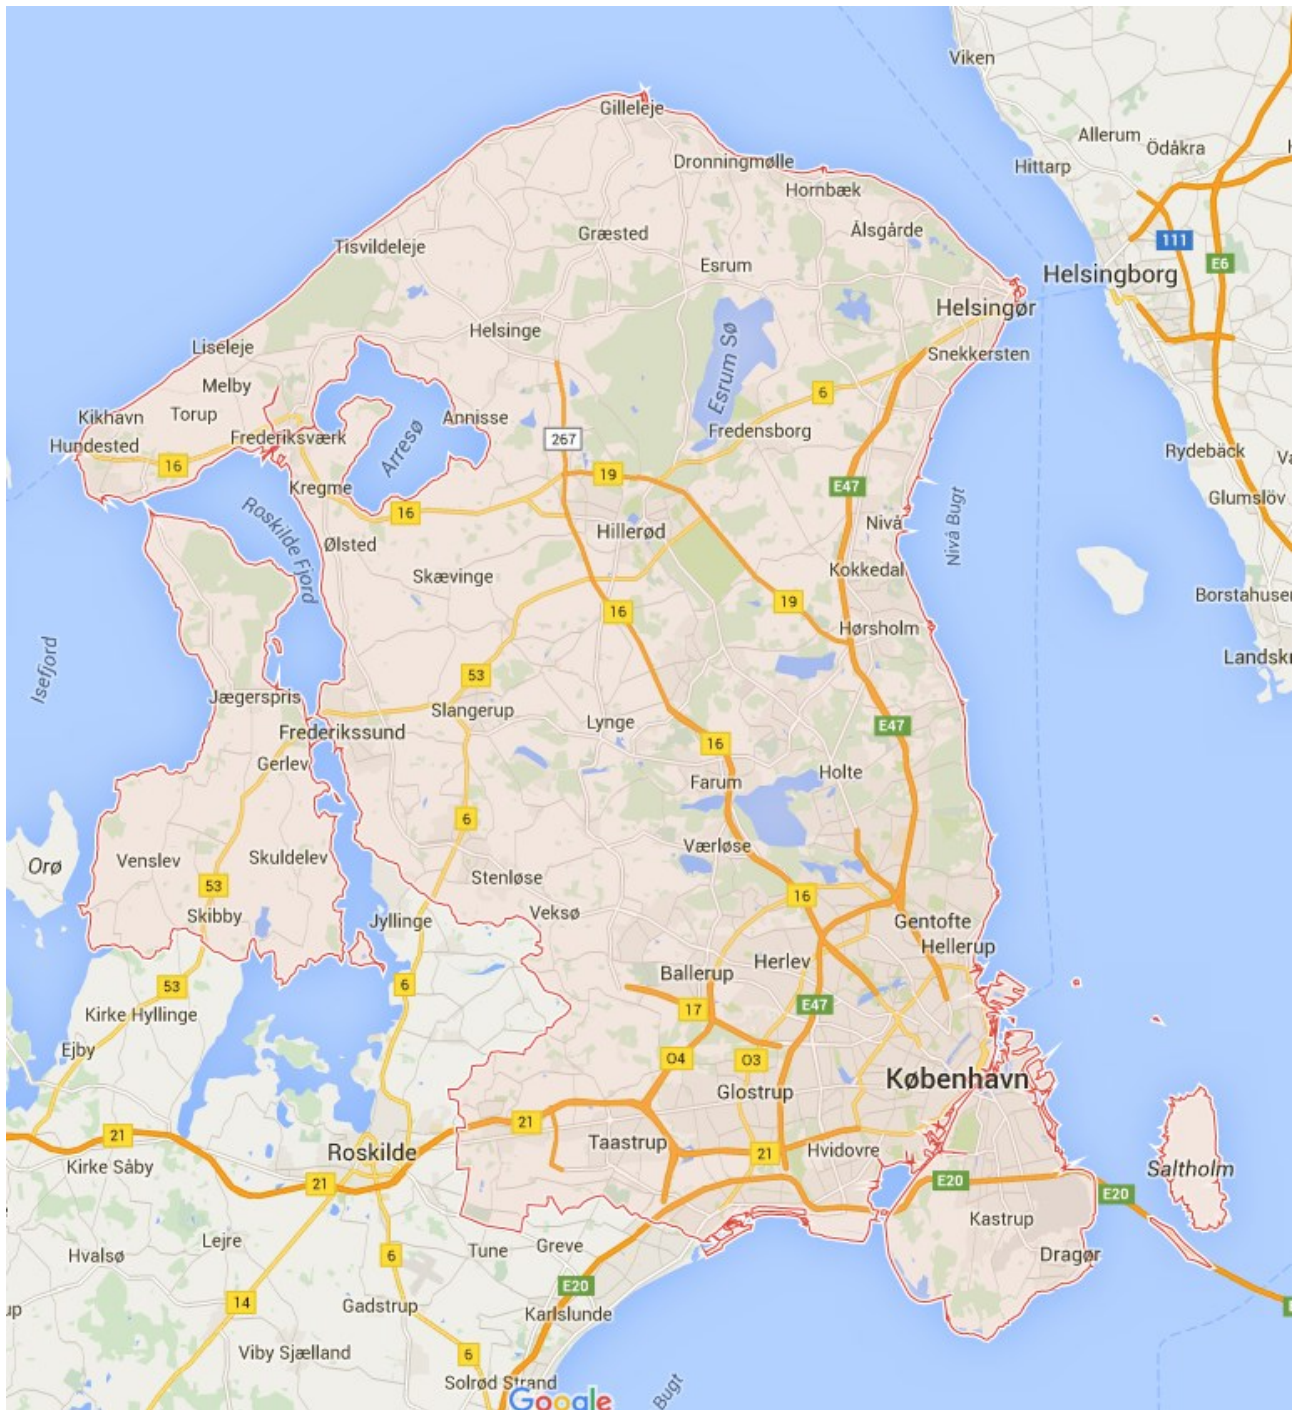 Viken
Gilleleje
Allerum
Ödåkra
Dronningmølle
Hittarp
Hornbæk
Græsted
Ålsgårde
Tisvildeleje
111
E6
Esrum
Helsingborg
Helsingør
Helsinge
Esrum Sø
Liseleje
Snekkersten
Melby
6
Kikhavn
Torup
Annisse
Hundested
Frederiksværk
Arresø
267
Fredensborg
16
19
Rydebäck
Kregme
E47
Glumslöv
Roskilde Fjord
16
Hillerød
Nivå
Nivå Bugt
Ølsted
Skævinge
Kokkedal
Borstahusen
16
19
Hørsholm
Isefjord
53
Jægerspris
Slangerup
Lynge
E47
Frederikssund
16
Gerlev
Farum
Holte
6
Værløse
Orø
Venslev
Skuldelev
Stenløse
53
16
Skibby
Veksø
Jyllinge
Gentofte
Hellerup
Ballerup
Herlev
53
6
17
E47
Kirke Hyllinge
Ejby
O4
O3
København
Glostrup
21
21
Taastrup
Hvidovre
Roskilde
21
Kirke Såby
21
E20
Saltholm
E20
Kastrup
Hvalsø
Lejre
6
Tune
Greve
Dragør
E20
14
Gadstrup
Karlslunde
Viby Sjælland
6
Solrød Strand
Bugt
Google